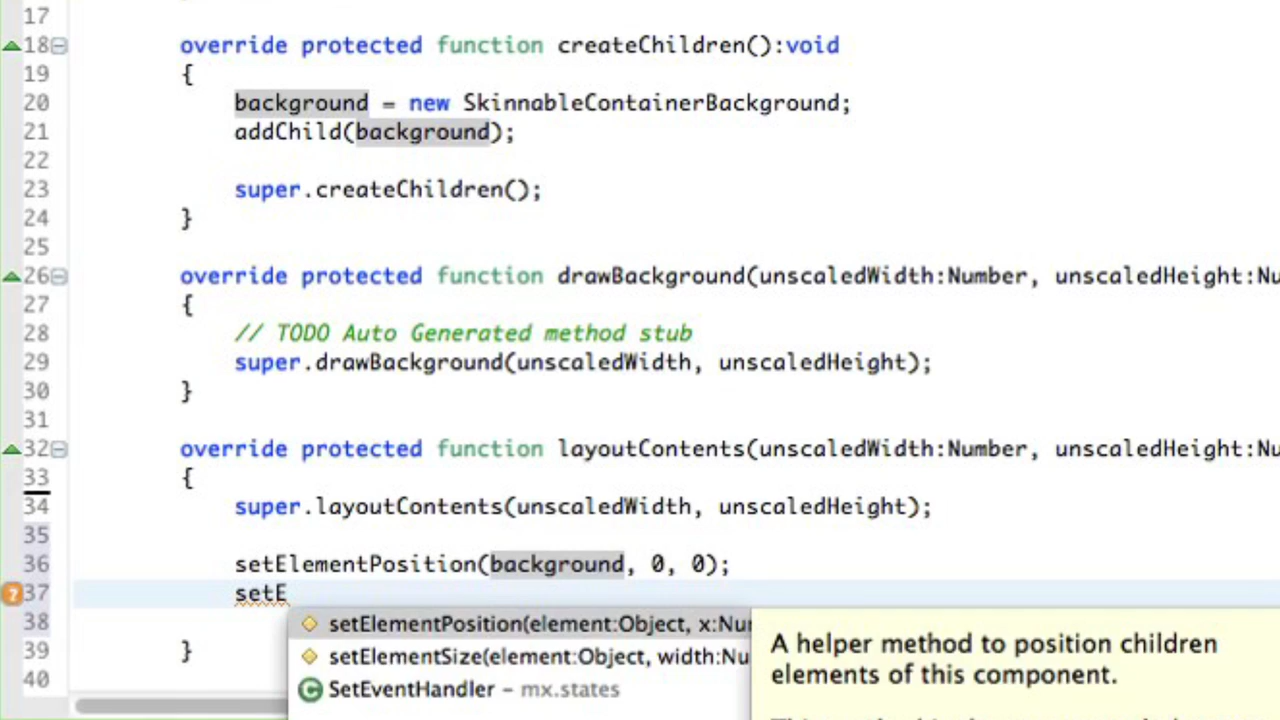 17
18 override protected function createChildren():void
19 {
20 background = new SkinnableContainerBackground;
21 addChild(background);
22
23 super.createChildren();
24 }
25
26 override protected function drawBackground(unscaledWidth:Number, unscaledHeight:Nu
27 {
28 // TODO Auto Generated method stub
29 super.drawBackground(unscaledWidth, unscaledHeight);
30 }
31
32 override protected function layoutContents(unscaledWidth:Number, unscaledHeight:Nu
33 {
34 super.layoutContents(unscaledWidth, unscaledHeight);
35
36 setElementPosition(background, 0, 0);
37 setE
38
39 }
40
setElementPosition(element:Object, x:Nu
setElementSize(element:Object, width:Nu
SetEventHandler – mx.states
A helper method to position children
elements of this component.